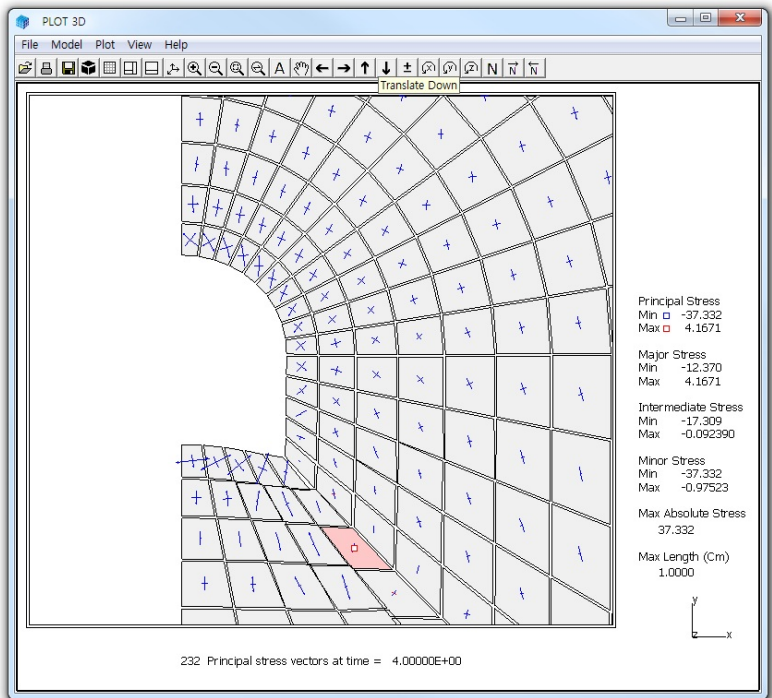 PLOT 3D
File Model Plot View Help
A N N N
Translate Down
Principal Stress
Min -37.332
Max 4.1671
Major Stress
Min -12.370
Max 4.1671
Intermediate Stress
Min -17.309
Max -0.092390
Minor Stress
Min -37.332
Max -0.97523
Max Absolute Stress
37.332
Max Length (Cm)
1.0000
y
z x
232 Principal stress vectors at time = 4.00000E+00